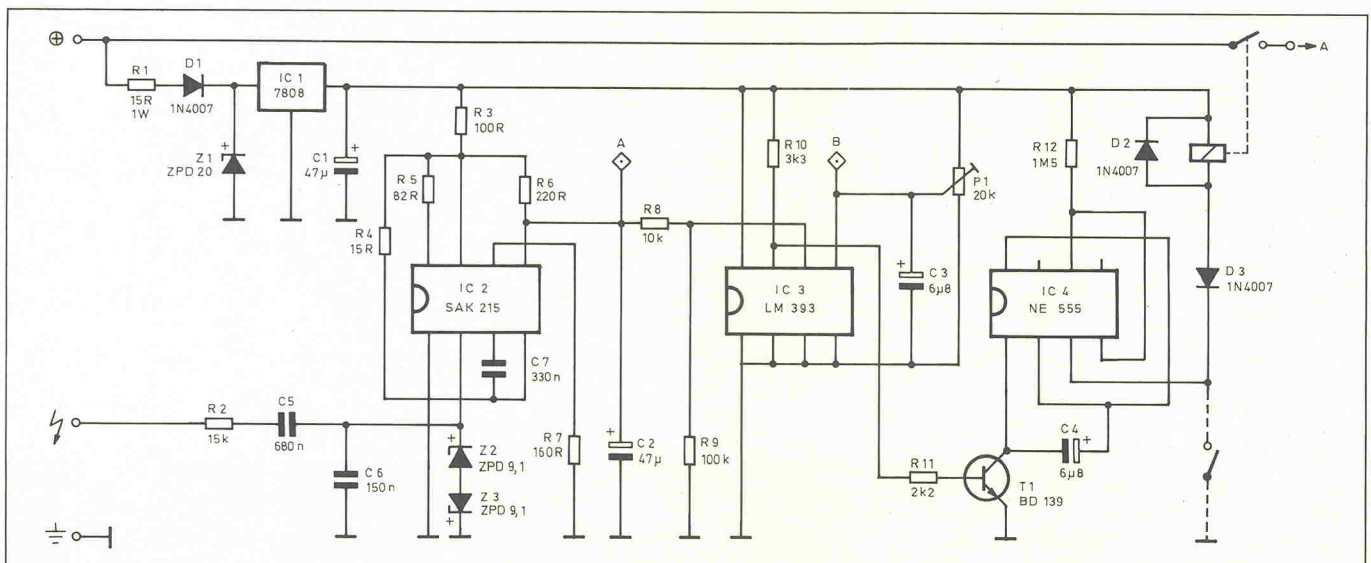 ⊕
A
R1
15R
1W
D1
1N4007
IC 1
7808
+
Z1
ZPD 20
+
C1
47µ
R3
100R
R5
82R
R6
220R
R4
15R
A
R8
10k
R10
3k3
B
P1
20k
R12
1M5
D2
1N4007
IC 2
SAK 215
IC 3
LM 393
+
C3
6µ8
IC 4
NE 555
D3
1N4007
C7
330n
R2
15k
C5
680n
C6
150n
+
Z2
ZPD 9,1
Z3
ZPD 9,1
+
R7
160R
+
C2
47µ
R9
100k
R11
2k2
C4
+
6µ8
T1
BD 139